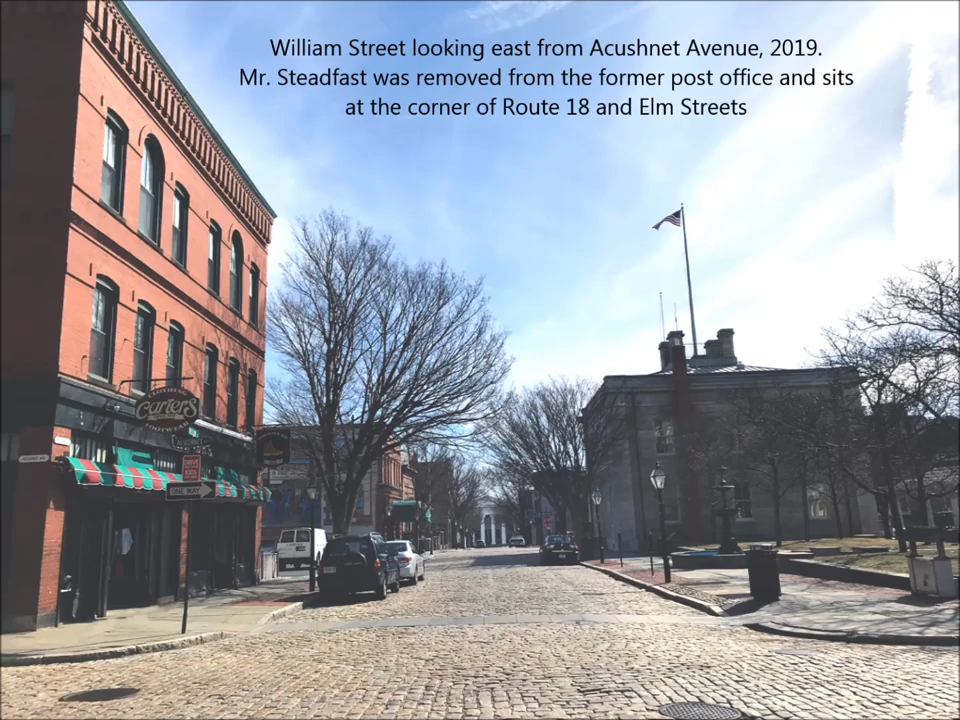 William Street looking east from Acushnet Avenue, 2019.
Mr. Steadfast was removed from the former post office and sits
at the corner of Route 18 and Elm Streets
Carter's
FOOTWEAR
ONE WAY